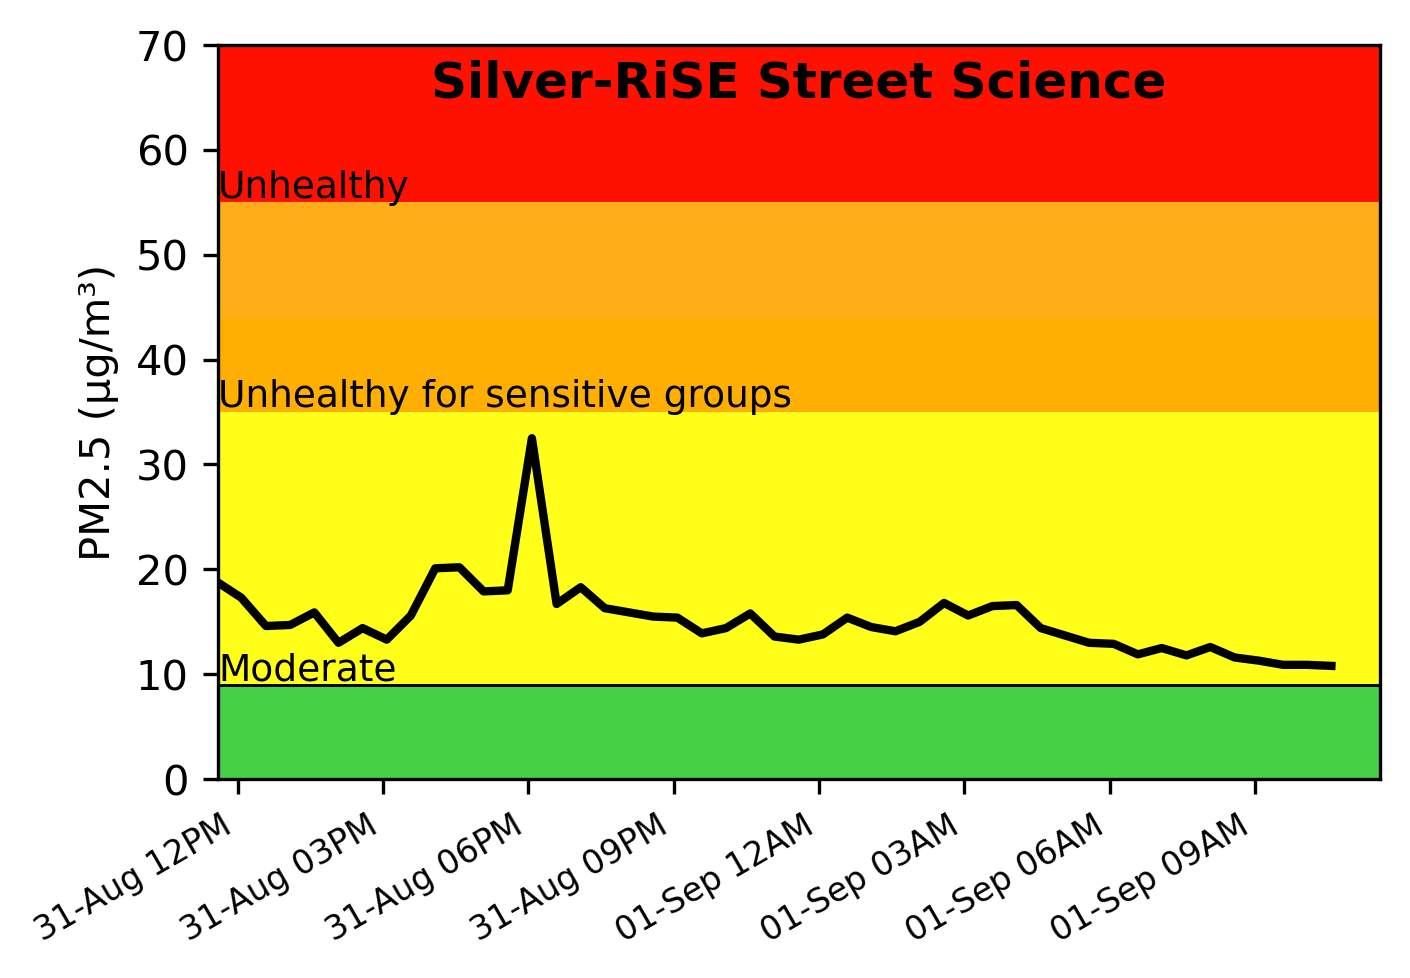 Silver-RiSE Street Science
70
60
Unhealthy
50
40
Unhealthy for sensitive groups
30
20
10
Moderate
0
PM2.5 (µg/m³)
31-Aug 12PM
31-Aug 03PM
31-Aug 06PM
31-Aug 09PM
01-Sep 12AM
01-Sep 03AM
01-Sep 06AM
01-Sep 09AM